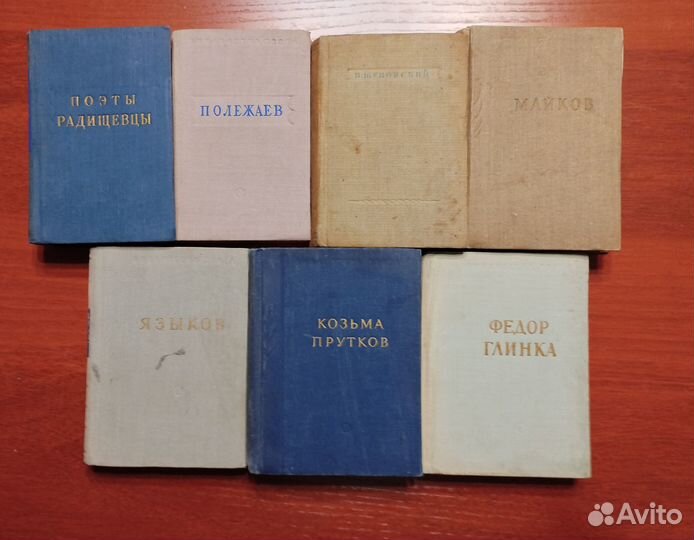 ПОЭТЫ
РАДИЩЕВЦЫ
ПОЛЕЖАЕВ
МАЙКОВ
ЯЗЫКОВ
КОЗЬМА
ПРУТКОВ
ФЕДОР
ГЛИНКА
Avito